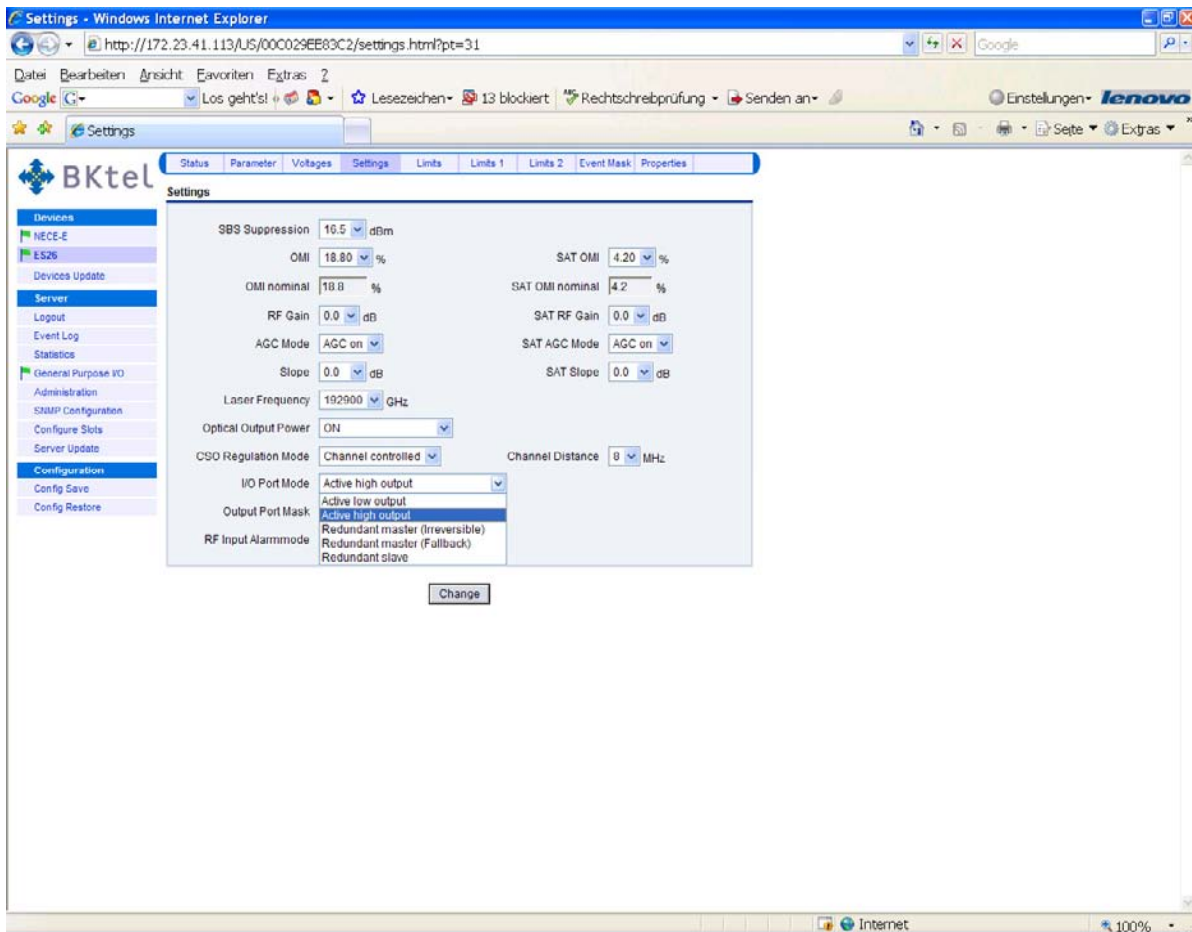 Settings - Windows Internet Explorer
http://172.23.41.113/US/00C029EE83C2/settings.html?pt=31
Google
Datei Bearbeiten Ansicht Favoriten Extras ?
Google G Los geht's! Lesezeichen 13 blockiert Rechtschreibprüfung Senden an Einstellungen lenovo
Settings
Seite Extras
BKtel
Status Parameter Voltages Settings Limits Limits 1 Limits 2 Event Mask Properties
Settings
Devices
NECE-E
ES26
Devices Update
Server
Logout
Event Log
Statistics
General Purpose I/O
Administration
SNMP Configuration
Configure Slots
Server Update
Configuration
Config Save
Config Restore
SBS Suppression 16.5 dBm
OMI 18.80 % SAT OMI 4.20 %
OMI nominal 18.8 % SAT OMI nominal 4.2 %
RF Gain 0.0 dB SAT RF Gain 0.0 dB
AGC Mode AGC on SAT AGC Mode AGC on
Slope 0.0 dB SAT Slope 0.0 dB
Laser Frequency 192900 GHz
Optical Output Power ON
CSO Regulation Mode Channel controlled Channel Distance 8 MHz
I/O Port Mode Active high output
Active low output
Output Port Mask Active high output
Redundant master (Irreversible)
RF Input Alarmmode Redundant master (Fallback)
Redundant slave
Change
Internet 100%